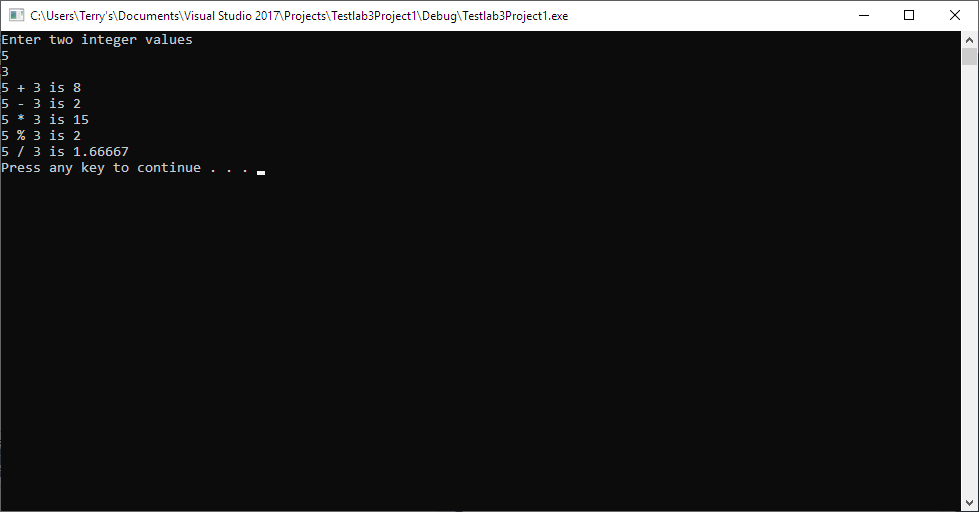 C:\Users\Terry's\Documents\Visual Studio 2017\Projects\Testlab3Project1\Debug\Testlab3Project1.exe
Enter two integer values
5
3
5 + 3 is 8
5 - 3 is 2
5 * 3 is 15
5 % 3 is 2
5 / 3 is 1.66667
Press any key to continue . . .